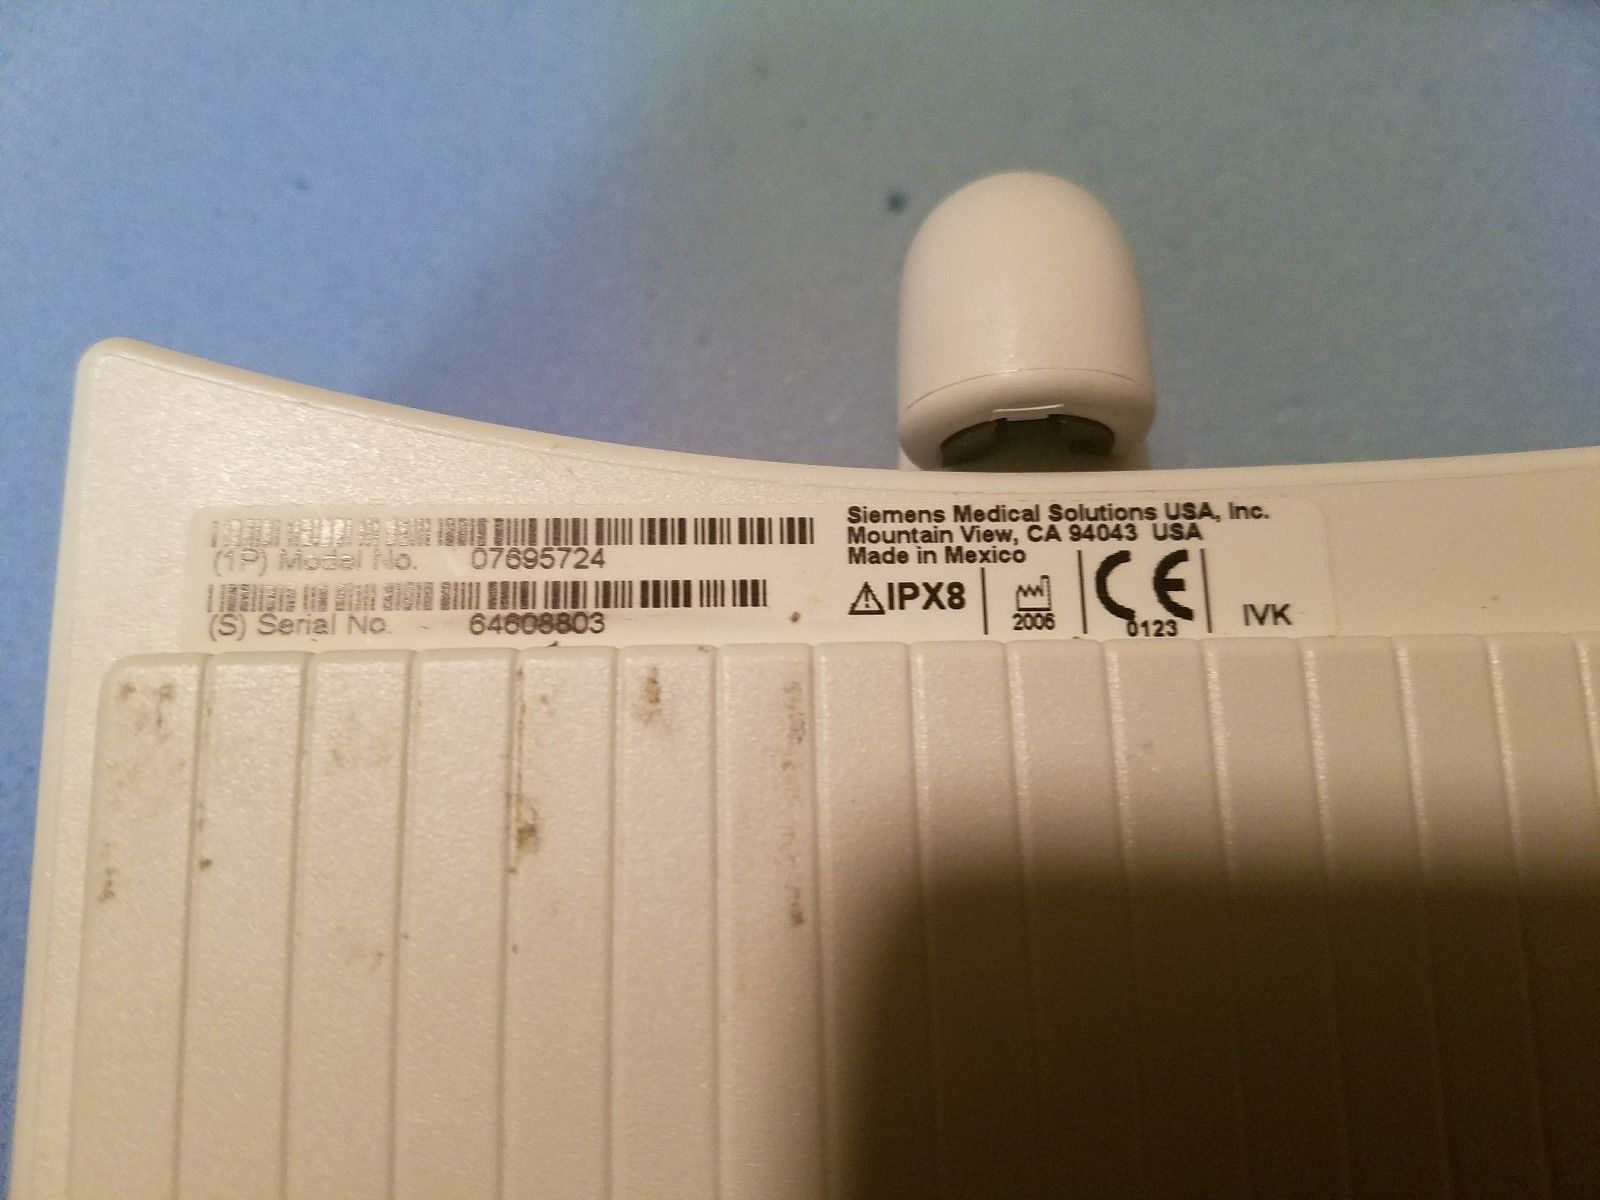 (1P) Model No. 07695724
(S) Serial No. 64608803
Siemens Medical Solutions USA, Inc.
Mountain View, CA 94043 USA
Made in Mexico
IPX8
2006
CE
0123
IVK